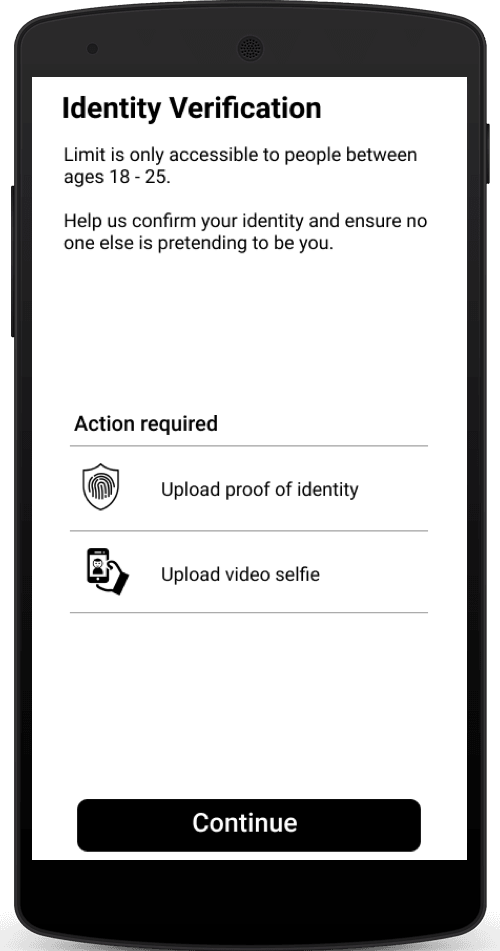 Identity Verification
Limit is only accessible to people between
ages 18 - 25.
Help us confirm your identity and ensure no
one else is pretending to be you.
Action required
Upload proof of identity
Upload video selfie
Continue